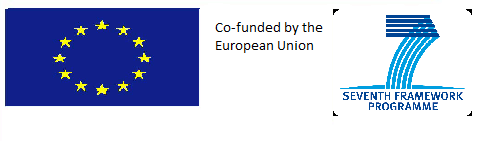 Co-funded by the
European Union
SEVENTH FRAMEWORK
PROGRAMME